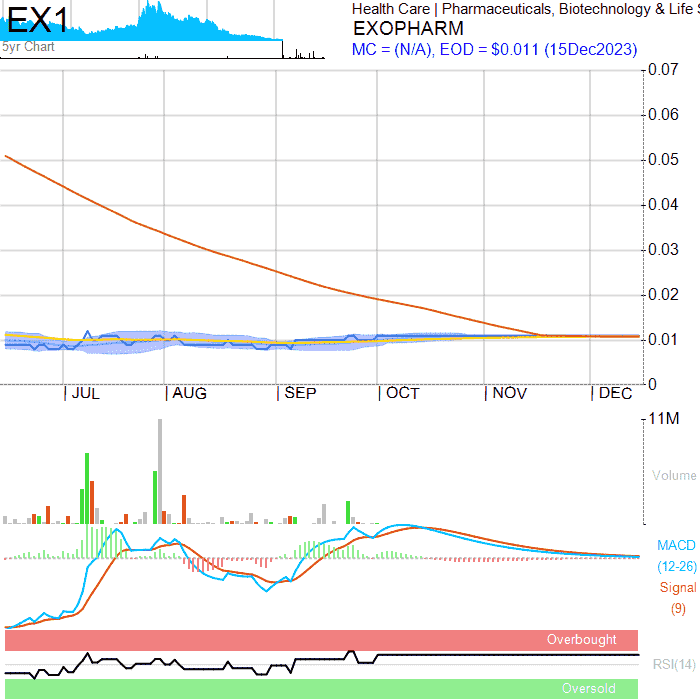 EX1
5yr Chart
Health Care | Pharmaceuticals, Biotechnology & Life S
EXOPHARM
MC = (N/A), EOD = $0.011 (15Dec2023)
0.07
0.06
0.05
0.04
0.03
0.02
0.01
0
JUL AUG SEP OCT NOV DEC
11M
Volume
MACD
(12-26)
Signal
(9)
Overbought
RSI(14)
Oversold